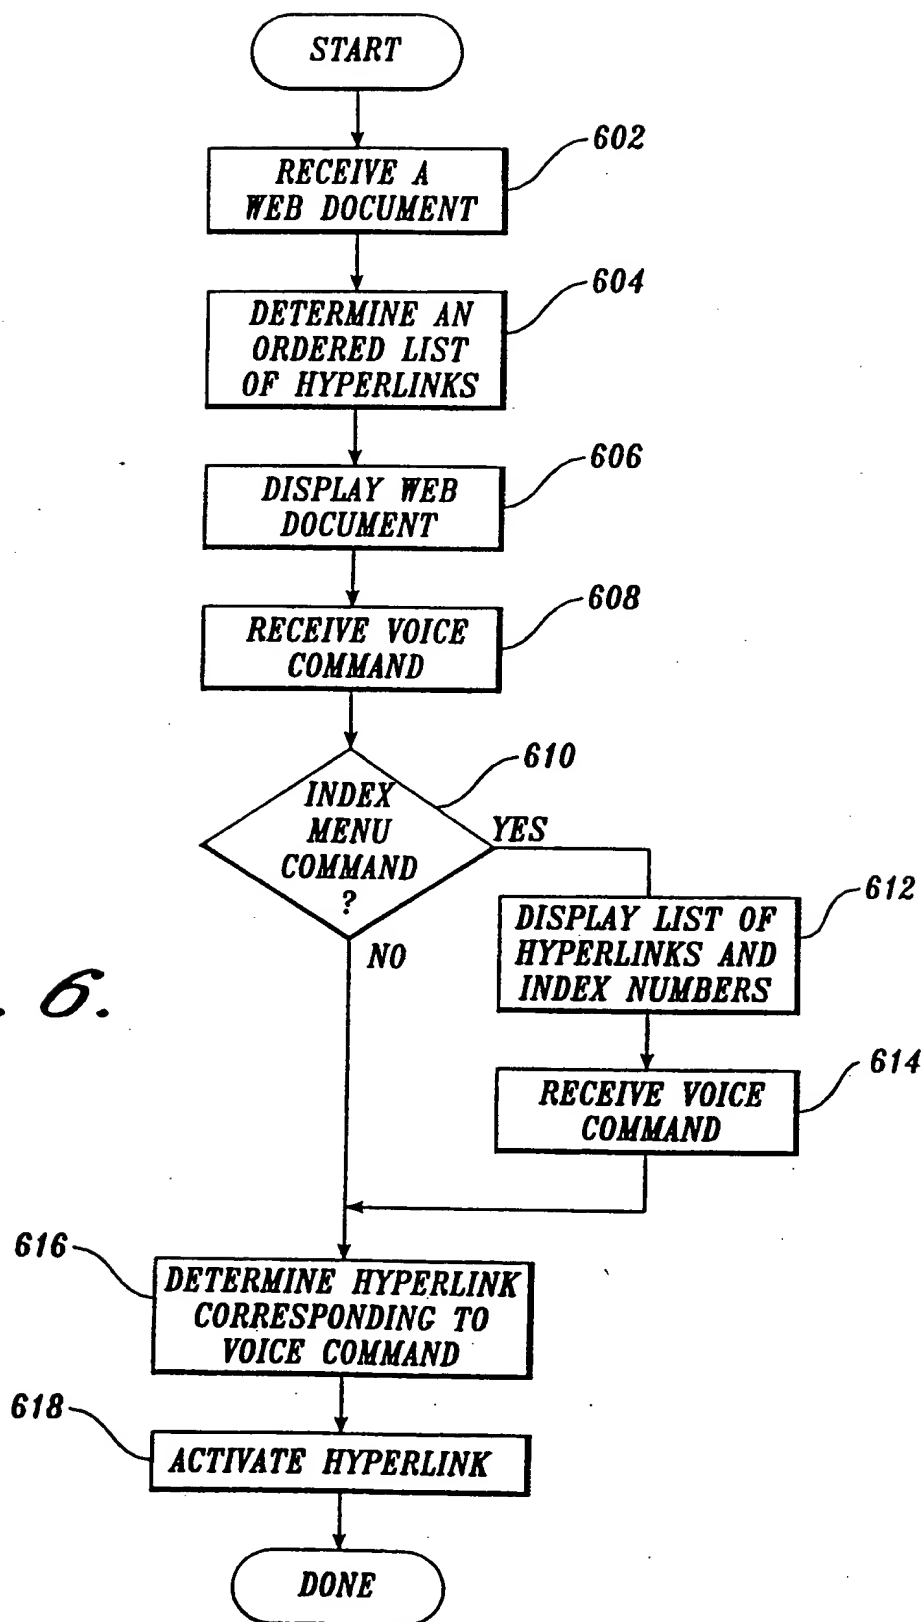 START
602
RECEIVE A
WEB DOCUMENT
604
DETERMINE AN
ORDERED LIST
OF HYPERLINKS
606
DISPLAY WEB
DOCUMENT
608
RECEIVE VOICE
COMMAND
610
INDEX
MENU
COMMAND
?
YES
NO
612
DISPLAY LIST OF
HYPERLINKS AND
INDEX NUMBERS
6.
614
RECEIVE VOICE
COMMAND
616
DETERMINE HYPERLINK
CORRESPONDING TO
VOICE COMMAND
618
ACTIVATE HYPERLINK
DONE